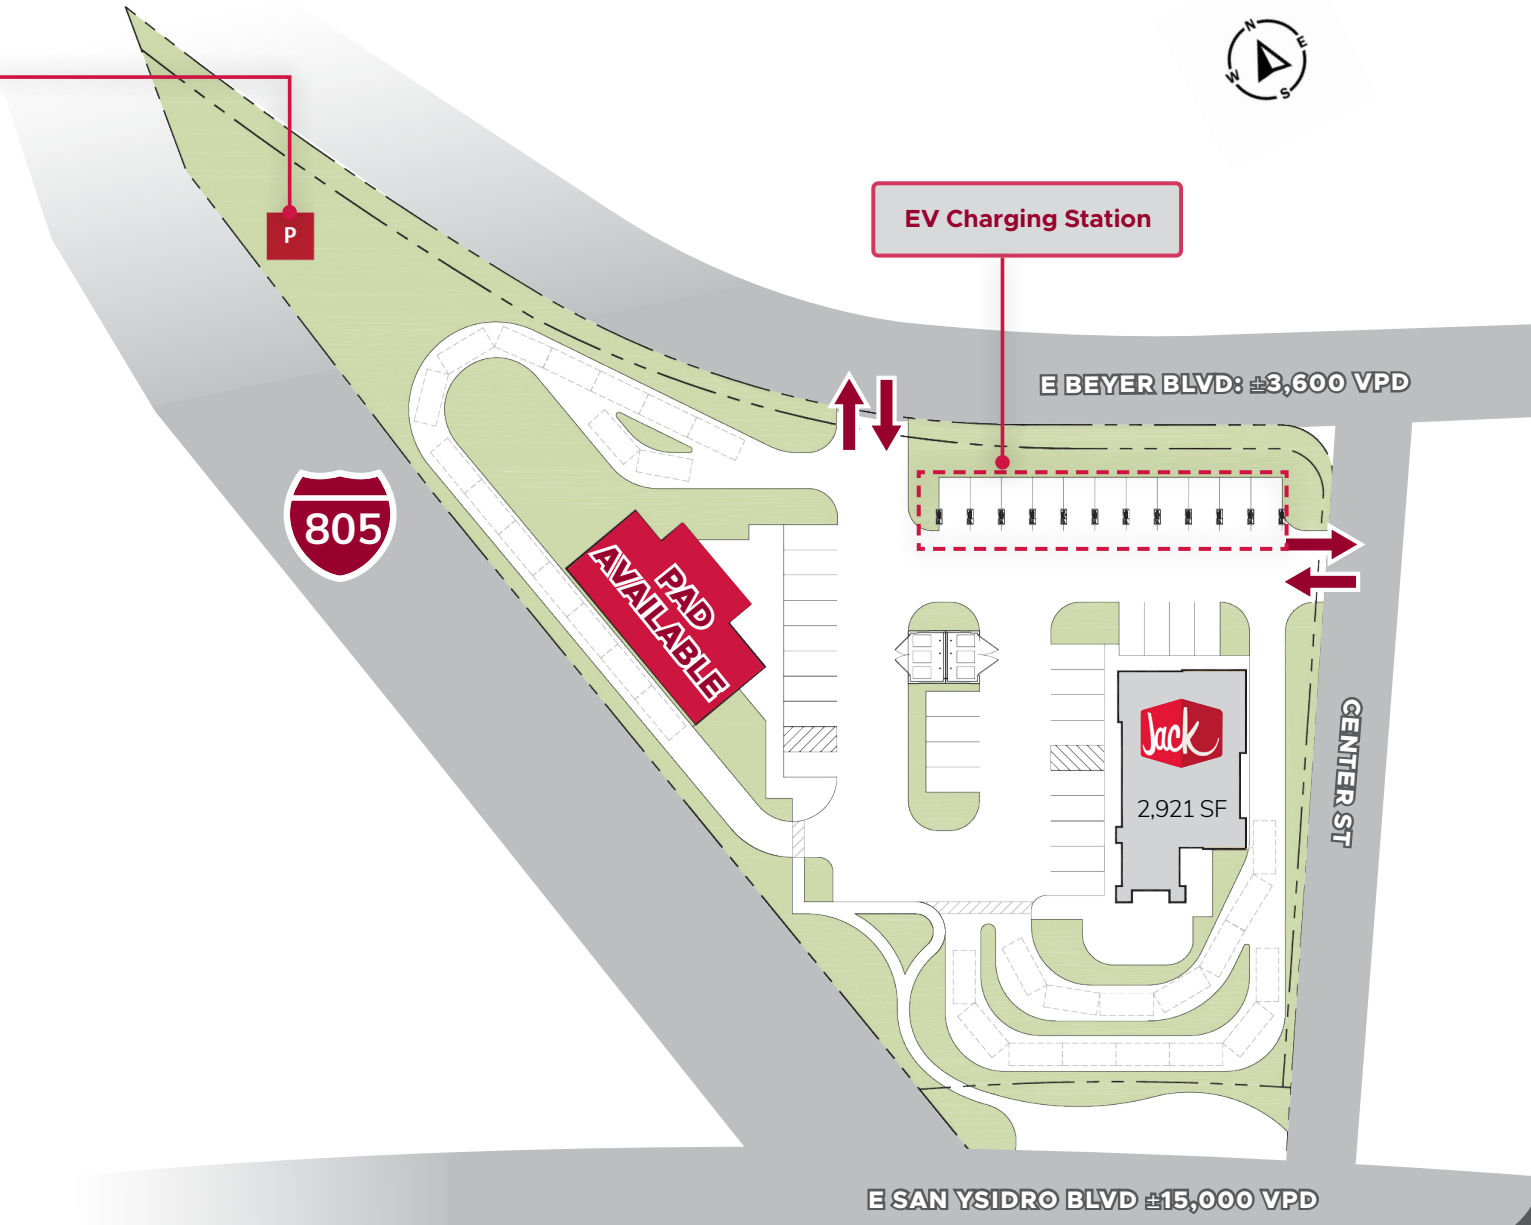 N
E
W
S
P
EV Charging Station
E BEYER BLVD: ±3,600 VPD
805
PAD
AVAILABLE
Jack
2,921 SF
CENTER ST
E SAN YSIDRO BLVD ±15,000 VPD